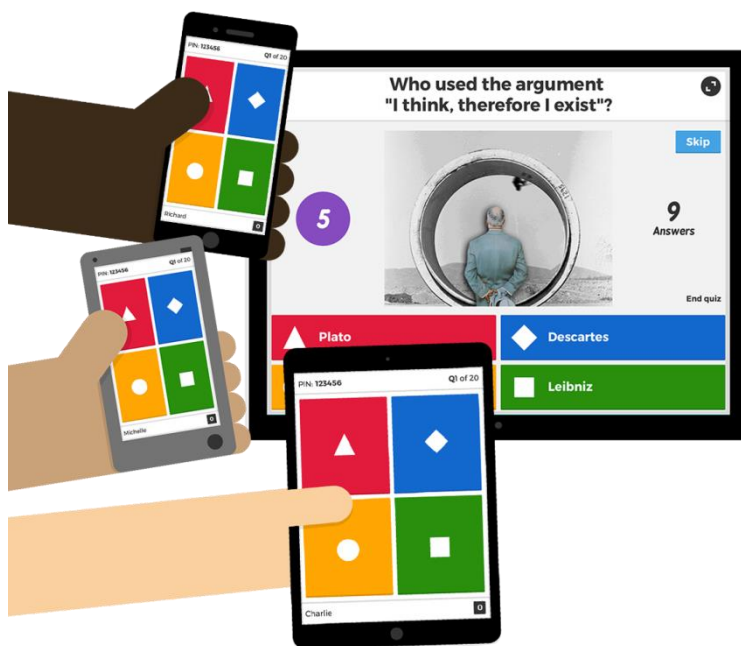 PIN: 123456 Q1 of 20
Richard 0
Who used the argument
"I think, therefore I exist"?
Skip
5
9
Answers
End quiz
Plato
Descartes
Leibniz
PIN: 123456 Q1 of 20
Michelle 0
PIN: 123456 Q1 of 20
Charlie 0